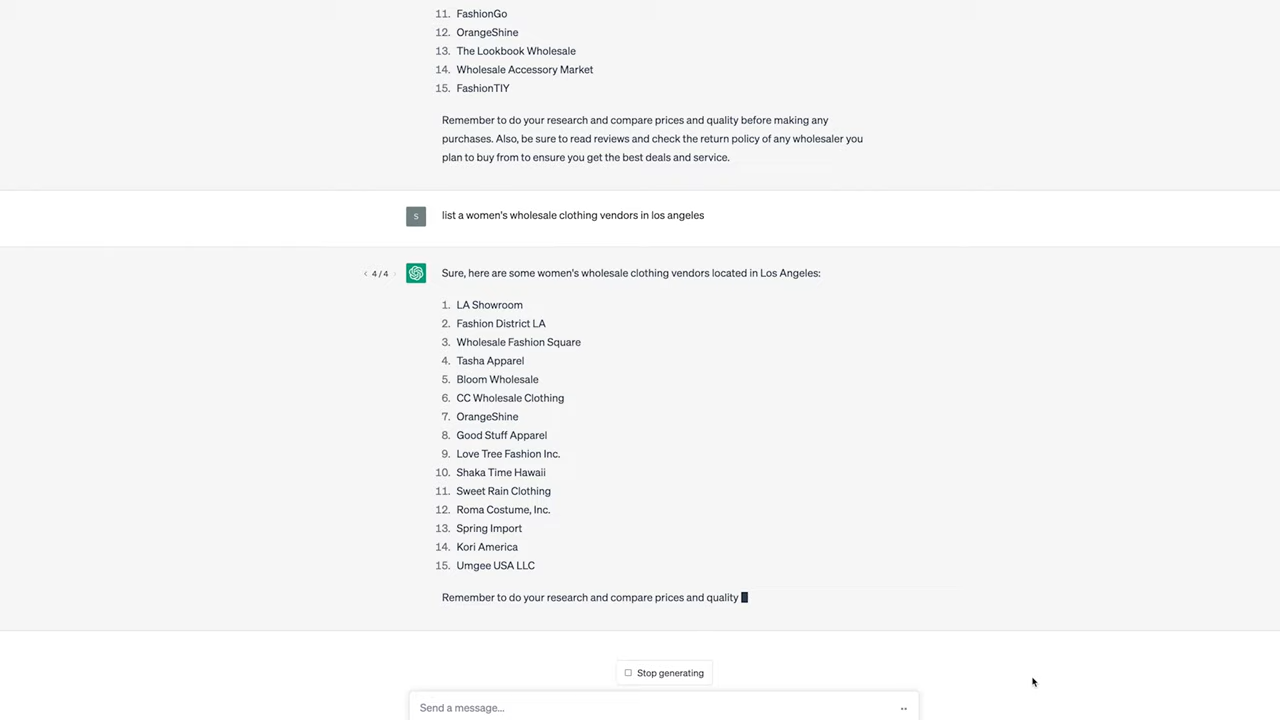 11. FashionGo
12. OrangeShine
13. The Lookbook Wholesale
14. Wholesale Accessory Market
15. FashionTIY
Remember to do your research and compare prices and quality before making any
purchases. Also, be sure to read reviews and check the return policy of any wholesaler you
plan to buy from to ensure you get the best deals and service.
S
list a women's wholesale clothing vendors in los angeles
< 4 / 4 >
Sure, here are some women's wholesale clothing vendors located in Los Angeles:
1. LA Showroom
2. Fashion District LA
3. Wholesale Fashion Square
4. Tasha Apparel
5. Bloom Wholesale
6. CC Wholesale Clothing
7. OrangeShine
8. Good Stuff Apparel
9. Love Tree Fashion Inc.
10. Shaka Time Hawaii
11. Sweet Rain Clothing
12. Roma Costume, Inc.
13. Spring Import
14. Kori America
15. Umgee USA LLC
Remember to do your research and compare prices and quality
Stop generating
Send a message...